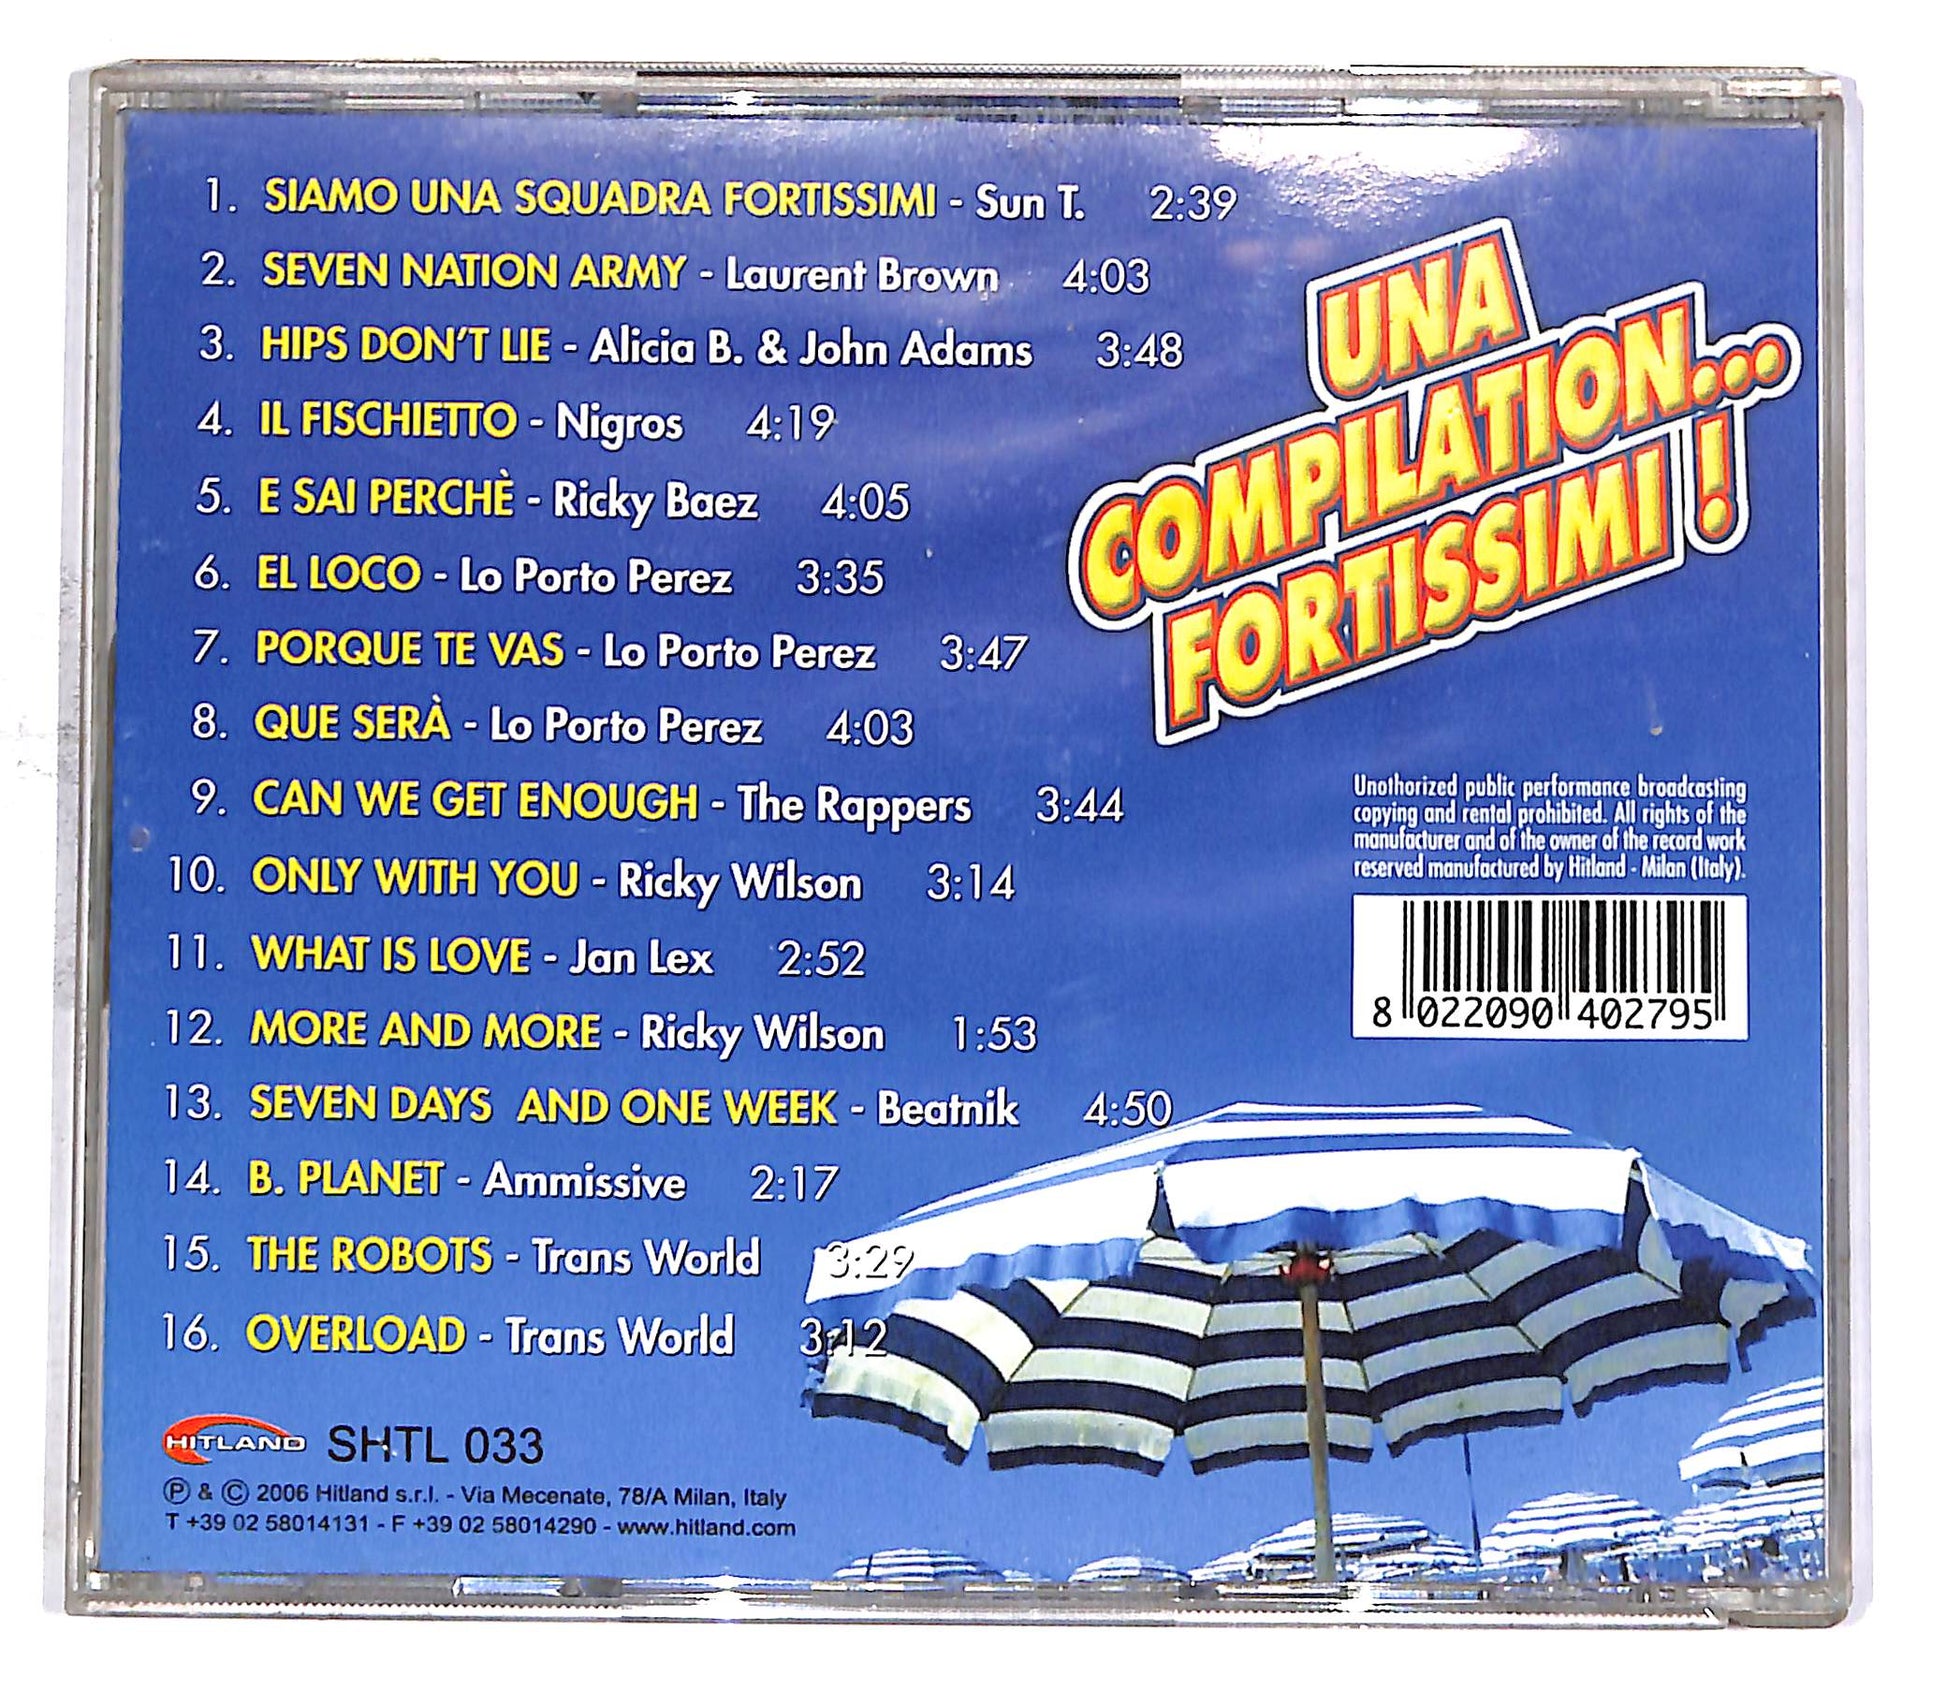 1. SIAMO UNA SQUADRA FORTISSIMI - Sun T. 2:39
2. SEVEN NATION ARMY - Laurent Brown 4:03
3. HIPS DON'T LIE - Alicia B. & John Adams 3:48
4. IL FISCHIETTO - Nigros 4:19
5. E SAI PERCHÈ - Ricky Baez 4:05
6. EL LOCO - Lo Porto Perez 3:35
7. PORQUE TE VAS - Lo Porto Perez 3:47
8. QUE SERÀ - Lo Porto Perez 4:03
9. CAN WE GET ENOUGH - The Rappers 3:44
10. ONLY WITH YOU - Ricky Wilson 3:14
11. WHAT IS LOVE - Jan Lex 2:52
12. MORE AND MORE - Ricky Wilson 1:53
13. SEVEN DAYS AND ONE WEEK - Beatnik 4:50
14. B. PLANET - Ammissive 2:17
15. THE ROBOTS - Trans World 3:29
16. OVERLOAD - Trans World 3:12
HITLAND SHTL 033
Ⓟ & © 2006 Hitland s.r.l. - Via Mecenate, 78/A Milan, Italy
T +39 02 58014131 - F +39 02 58014290 - www.hitland.com
UNA
COMPILATION...
FORTISSIMI !
Unothorized public performance broadcasting
copying and rental prohibited. All rights of the
manufacturer and of the owner of the record work
reserved manufactured by Hitland - Milan (Italy).
8 022090 402795